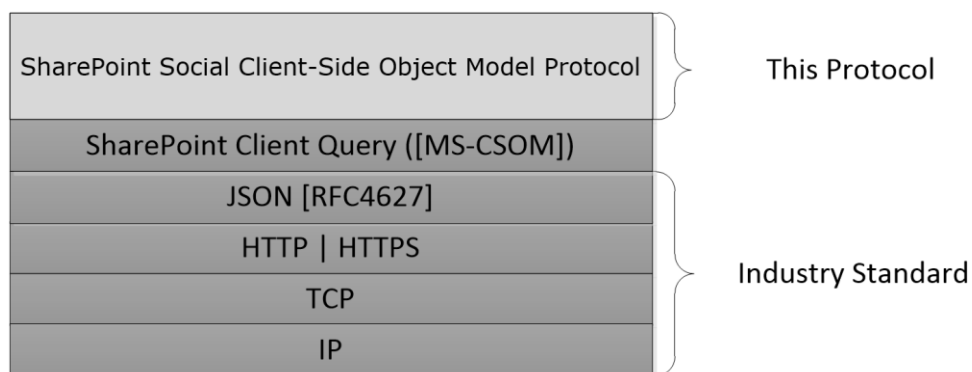 SharePoint Social Client-Side Object Model Protocol
This Protocol
SharePoint Client Query ([MS-CSOM])
JSON [RFC4627]
HTTP | HTTPS
Industry Standard
TCP
IP